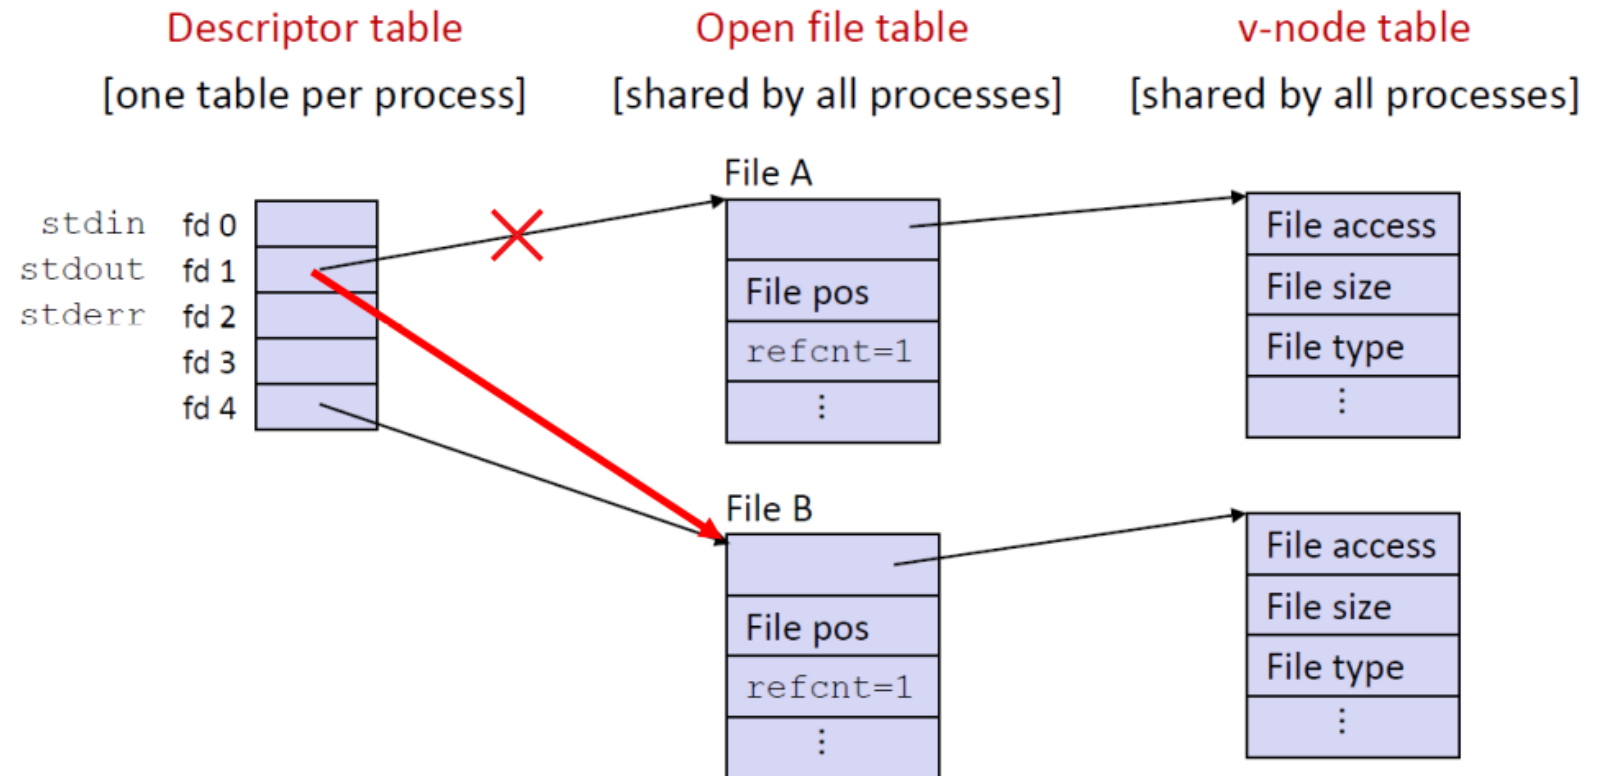 Descriptor table
[one table per process]
Open file table
[shared by all processes]
v-node table
[shared by all processes]
stdin fd 0
stdout fd 1
stderr fd 2
fd 3
fd 4
File A
File pos
refcnt=1
⋮
File access
File size
File type
⋮
File B
File pos
refcnt=1
⋮
File access
File size
File type
⋮